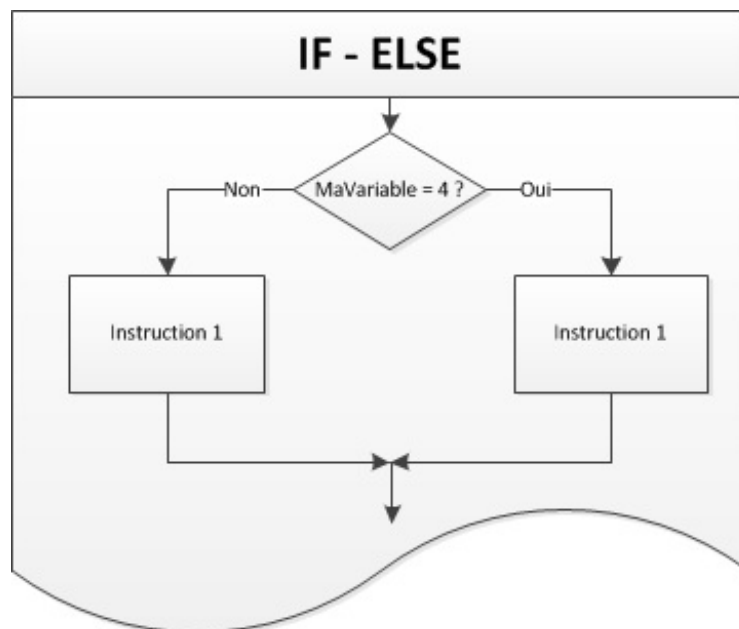 IF - ELSE
MaVariable = 4 ?
Non
Oui
Instruction 1
Instruction 1